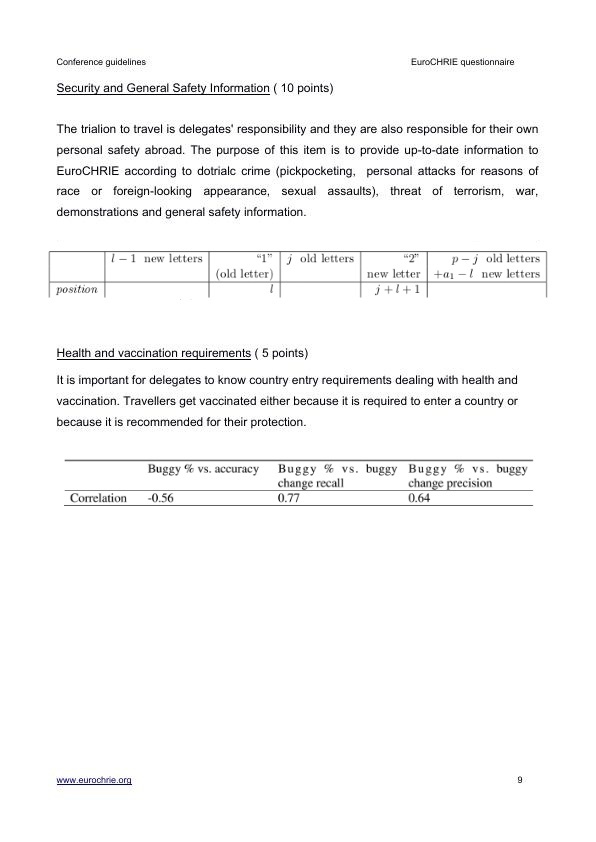 Conference guidelines EuroCHRIE questionnaire
Security and General Safety Information ( 10 points)
The trialion to travel is delegates' responsibility and they are also responsible for their own
personal safety abroad. The purpose of this item is to provide up-to-date information to
EuroCHRIE according to dotrialc crime (pickpocketing, personal attacks for reasons of
race or foreign-looking appearance, sexual assaults), threat of terrorism, war,
demonstrations and general safety information.
l − 1 new letters “1” j old letters “2” p − j old letters
(old letter) new letter +a₁ − l new letters
position l j + l + 1
Health and vaccination requirements ( 5 points)
It is important for delegates to know country entry requirements dealing with health and
vaccination. Travellers get vaccinated either because it is required to enter a country or
because it is recommended for their protection.
Buggy % vs. accuracy Buggy % vs. buggy Buggy % vs. buggy
change recall change precision
Correlation -0.56 0.77 0.64
www.eurochrie.org 9